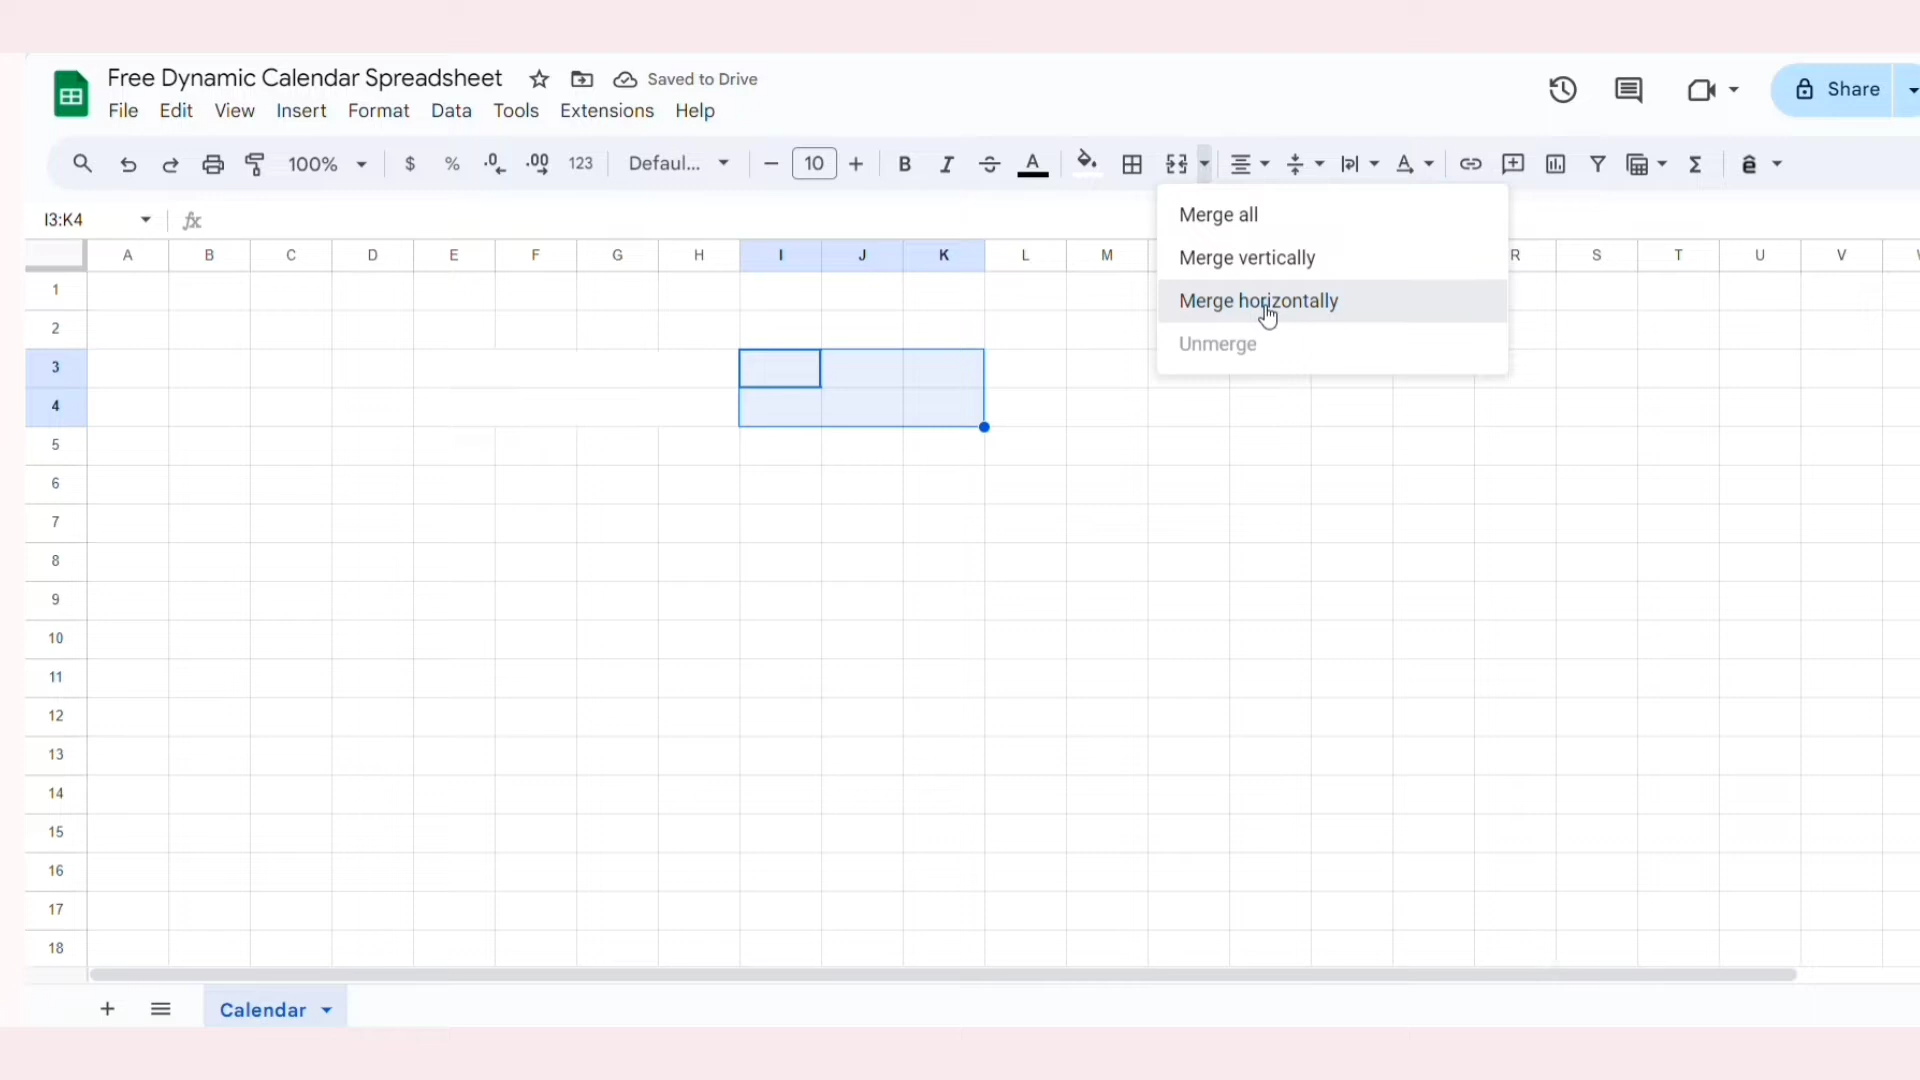 Free Dynamic Calendar Spreadsheet Saved to Drive
Share
File Edit View Insert Format Data Tools Extensions Help
100% $ % .0 .00 123 Defaul... − 10 + B I S A Σ ê
I3:K4 fx
Merge all
Merge vertically
Merge horizontally
Unmerge
A B C D E F G H I J K L M R S T U V
1
2
3
4
5
6
7
8
9
10
11
12
13
14
15
16
17
18
+ Calendar